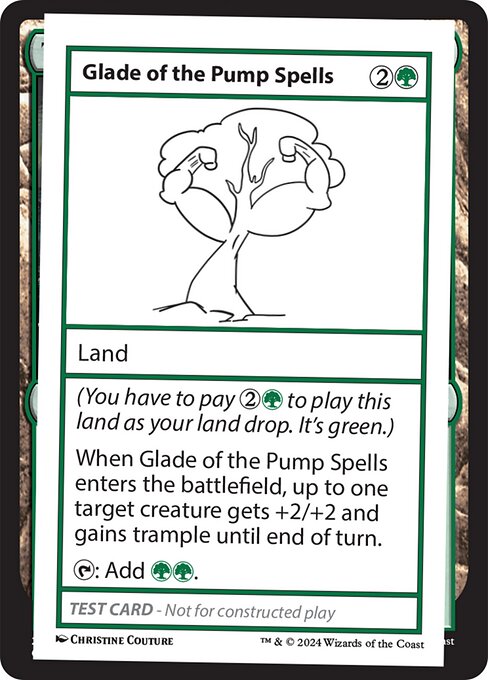 Glade of the Pump Spells 2
Land
(You have to pay 2 to play this
land as your land drop. It's green.)
When Glade of the Pump Spells
enters the battlefield, up to one
target creature gets +2/+2 and
gains trample until end of turn.
: Add .
TEST CARD - Not for constructed play
CHRISTINE COUTURE ™ & © 2024 Wizards of the Coast